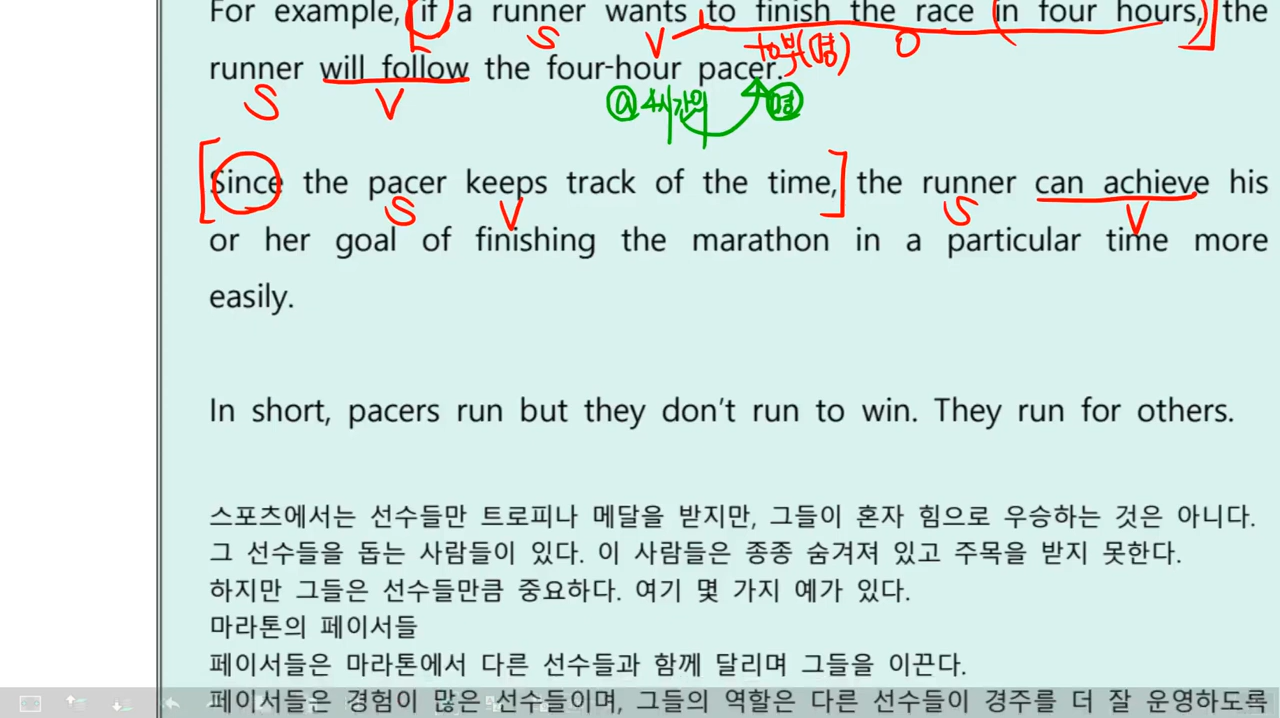 For example, if a runner wants to finish the race in four hours, the
S V to부(명) O
runner will follow the four-hour pacer.
S V ⓐ 4시간의 명
Since the pacer keeps track of the time, the runner can achieve his
S V S V
or her goal of finishing the marathon in a particular time more
easily.
In short, pacers run but they don't run to win. They run for others.
스포츠에서는 선수들만 트로피나 메달을 받지만, 그들이 혼자 힘으로 우승하는 것은 아니다.
그 선수들을 돕는 사람들이 있다. 이 사람들은 종종 숨겨져 있고 주목을 받지 못한다.
하지만 그들은 선수들만큼 중요하다. 여기 몇 가지 예가 있다.
마라톤의 페이서들
페이서들은 마라톤에서 다른 선수들과 함께 달리며 그들을 이끈다.
페이서들은 경험이 많은 선수들이며, 그들의 역할은 다른 선수들이 경주를 더 잘 운영하도록